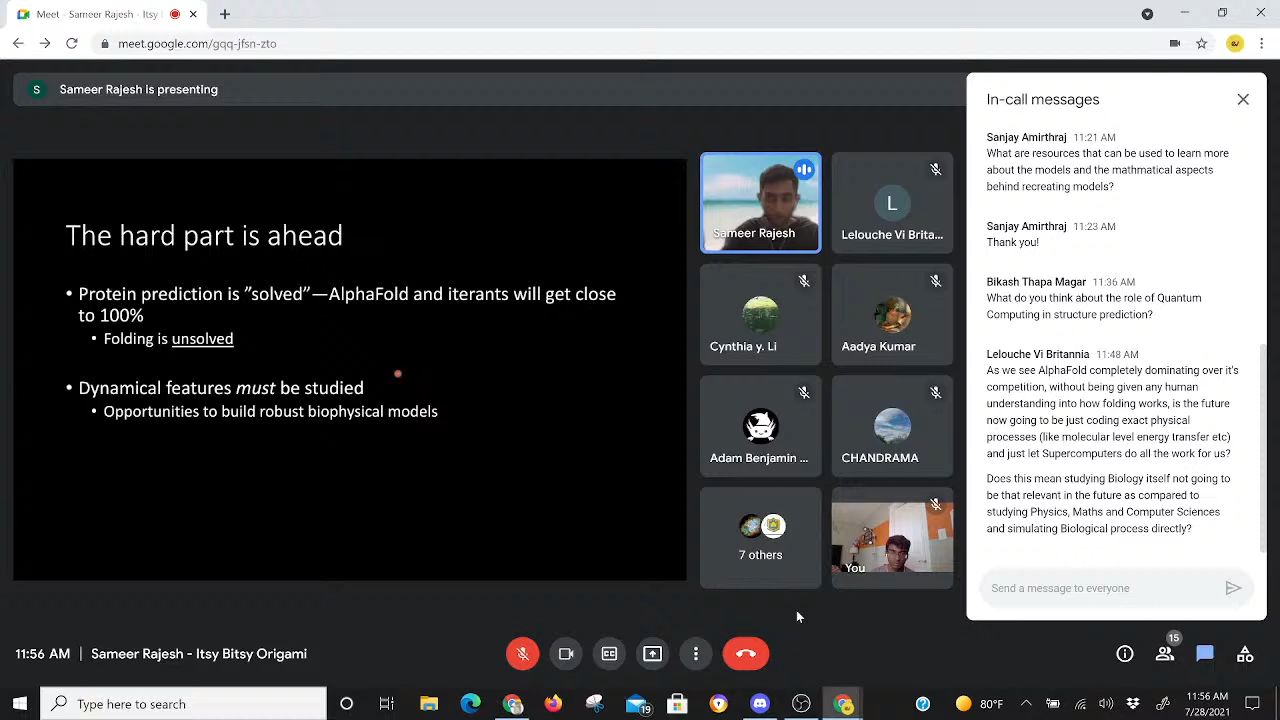 Meet - Sameer Rajesh - Itsy
meet.google.com/gqq-jfsn-zto
S
Sameer Rajesh is presenting
The hard part is ahead
• Protein prediction is ”solved”—AlphaFold and iterants will get close
to 100%
• Folding is unsolved
• Dynamical features must be studied
• Opportunities to build robust biophysical models
Sameer Rajesh
L
Lelouche Vi Brita...
Cynthia y. Li
Aadya Kumar
Adam Benjamin ...
CHANDRAMA
7 others
You
In-call messages
Sanjay Amirthraj 11:21 AM
What are resources that can be used to learn more
about the models and the mathmatical aspects
behind recreating models?
Sanjay Amirthraj 11:23 AM
Thank you!
Bikash Thapa Magar 11:36 AM
What do you think about the role of Quantum
Computing in structure prediction?
Lelouche Vi Britannia 11:48 AM
As we see AlphaFold completely dominating over it's
competition, without being given any human
understanding into how folding works, is the future
now going to be just coding exact physical
processes (like molecular level energy transfer etc)
and just let Supercomputers do all the work for us?
Does this mean studying Biology itself not going to
be that relevant in the future as compared to
studying Physics, Maths and Computer Sciences
and simulating Biological process directly?
Send a message to everyone
11:56 AM | Sameer Rajesh - Itsy Bitsy Origami
15
Type here to search
19
80°F
11:56 AM
7/28/2021